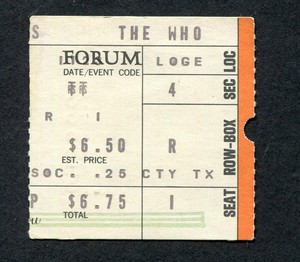 S THE WHO
FORUM LOGE
DATE/EVENT CODE
4
R I
$6.50 R
EST. PRICE
SOC. .25 CTY TX
P $6.75 I
TOTAL
SEC LOC
ROW-BOX
SEAT